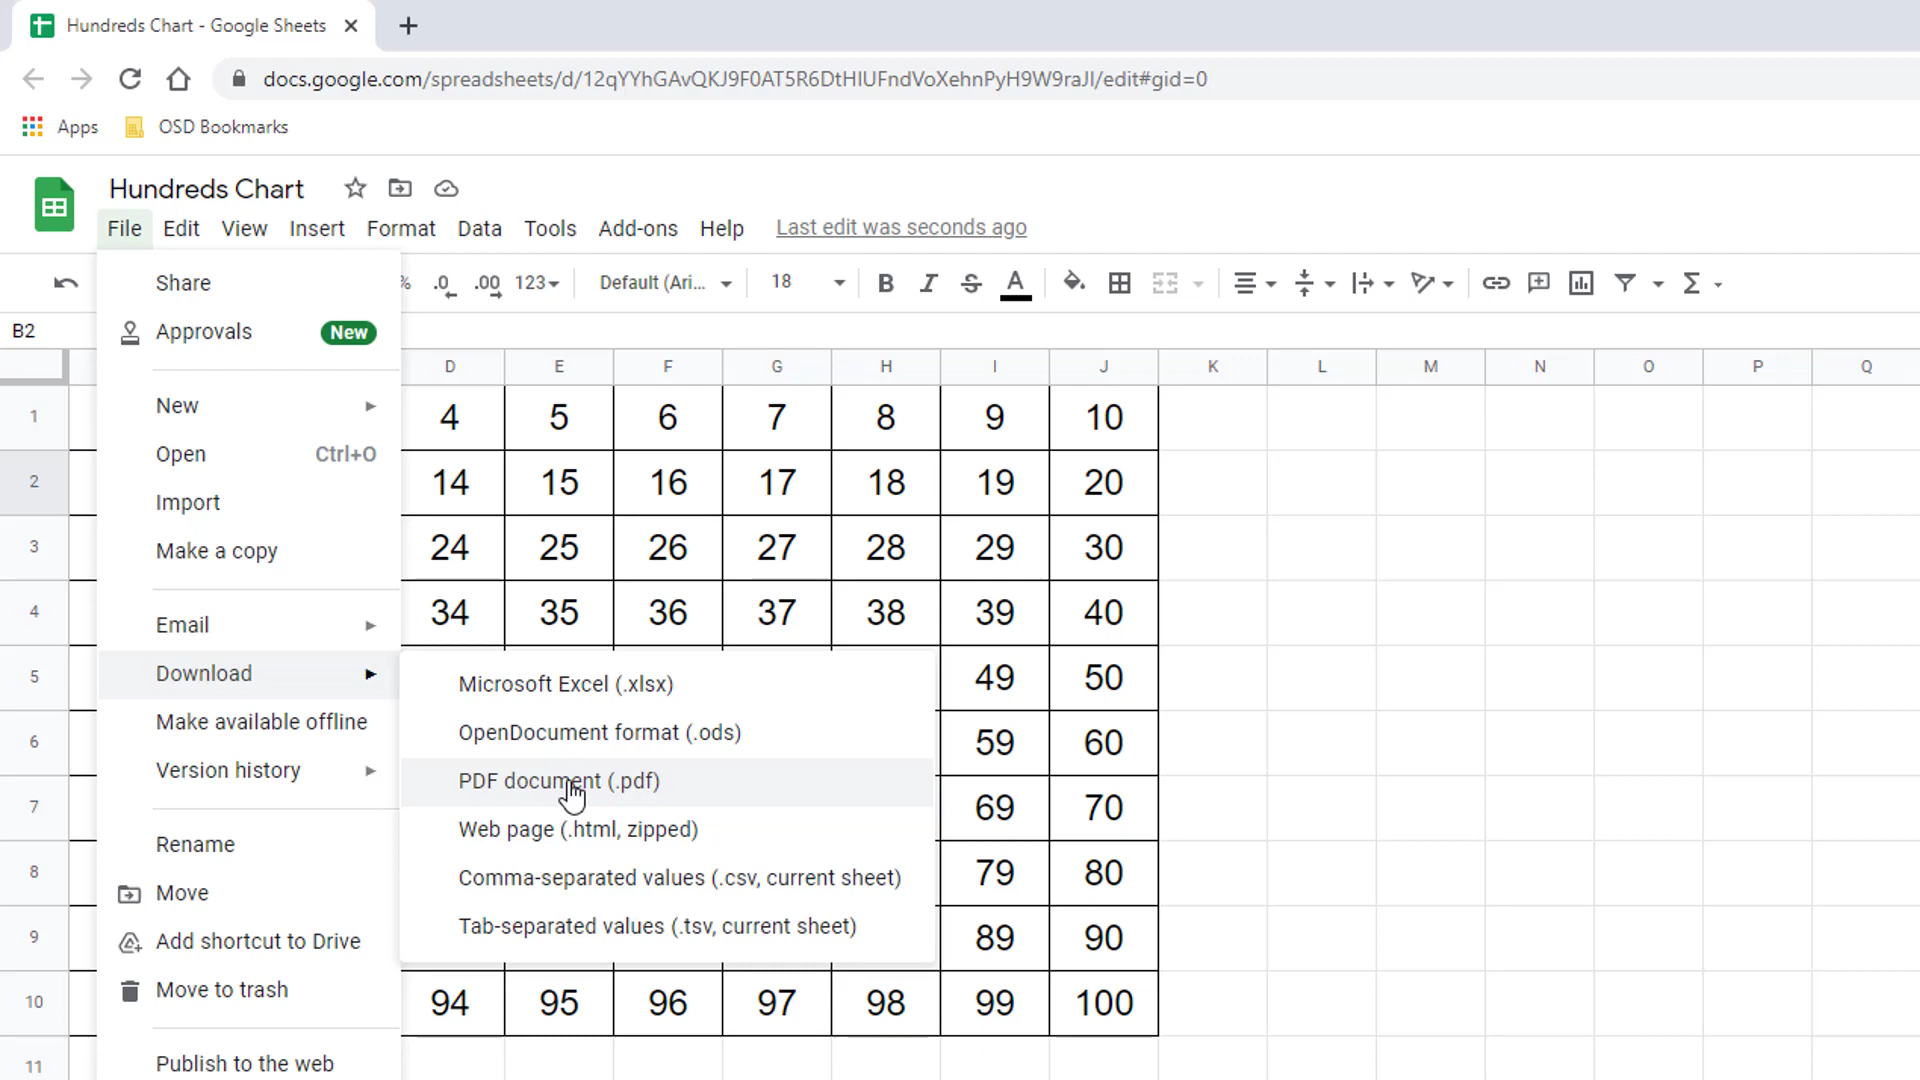 Hundreds Chart - Google Sheets
docs.google.com/spreadsheets/d/12qYYhGAvQKJ9F0AT5R6DtHIUFndVoXehnPyH9W9raJI/edit#gid=0
Apps OSD Bookmarks
Hundreds Chart
File Edit View Insert Format Data Tools Add-ons Help Last edit was seconds ago
% .0 .00 123 Default (Ari... 18 B I S A Σ
B2
Share
Approvals New
New
Open Ctrl+O
Import
Make a copy
Email
Download
Make available offline
Version history
Rename
Move
Add shortcut to Drive
Move to trash
Publish to the web
Microsoft Excel (.xlsx)
OpenDocument format (.ods)
PDF document (.pdf)
Web page (.html, zipped)
Comma-separated values (.csv, current sheet)
Tab-separated values (.tsv, current sheet)
D E F G H I J K L M N O P Q
1 4 5 6 7 8 9 10
2 14 15 16 17 18 19 20
3 24 25 26 27 28 29 30
4 34 35 36 37 38 39 40
5 49 50
6 59 60
7 69 70
8 79 80
9 89 90
10 94 95 96 97 98 99 100
11